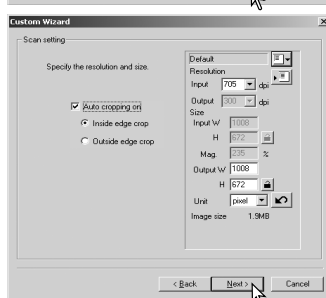 Custom Wizard
Scan setting
Specify the resolution and size.
Auto cropping on
Inside edge crop
Outside edge crop
Default
Resolution
Input 705 dpi
Output 300 dpi
Size
Input W 1008
H 672
Mag. 235 %
Output W 1008
H 672
Unit pixel
Image size 1.9MB
< Back Next > Cancel